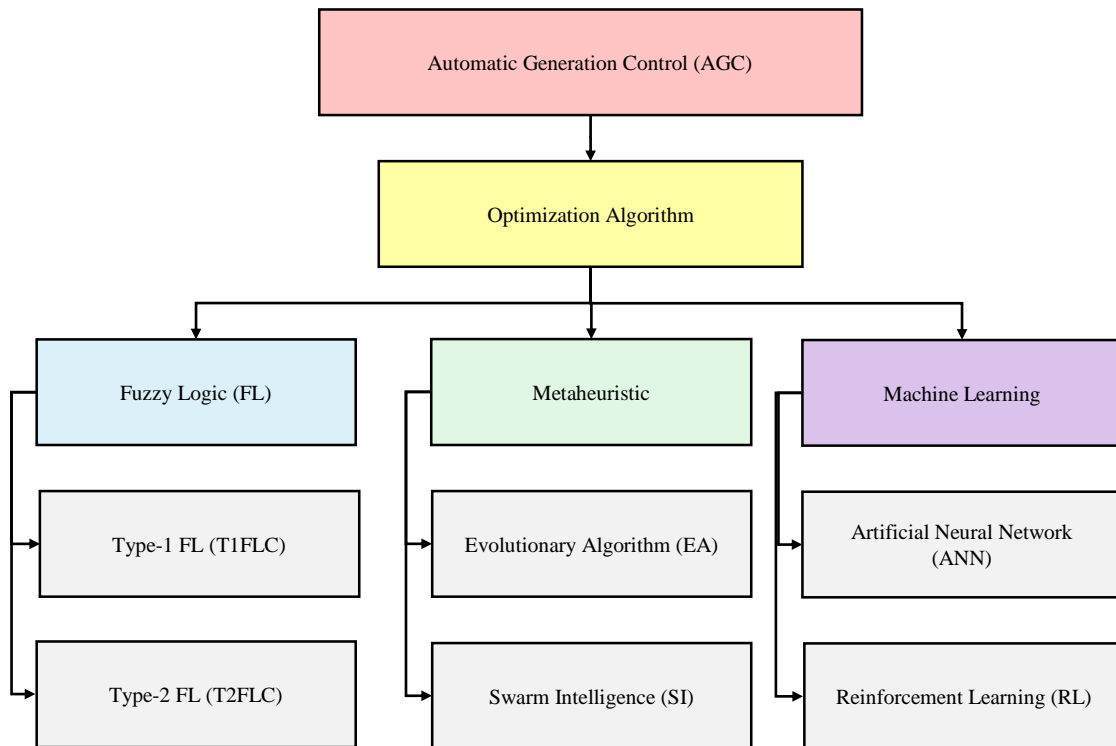 Automatic Generation Control (AGC)
Optimization Algorithm
Fuzzy Logic (FL)
Metaheuristic
Machine Learning
Type-1 FL (T1FLC)
Evolutionary Algorithm (EA)
Artificial Neural Network
(ANN)
Type-2 FL (T2FLC)
Swarm Intelligence (SI)
Reinforcement Learning (RL)